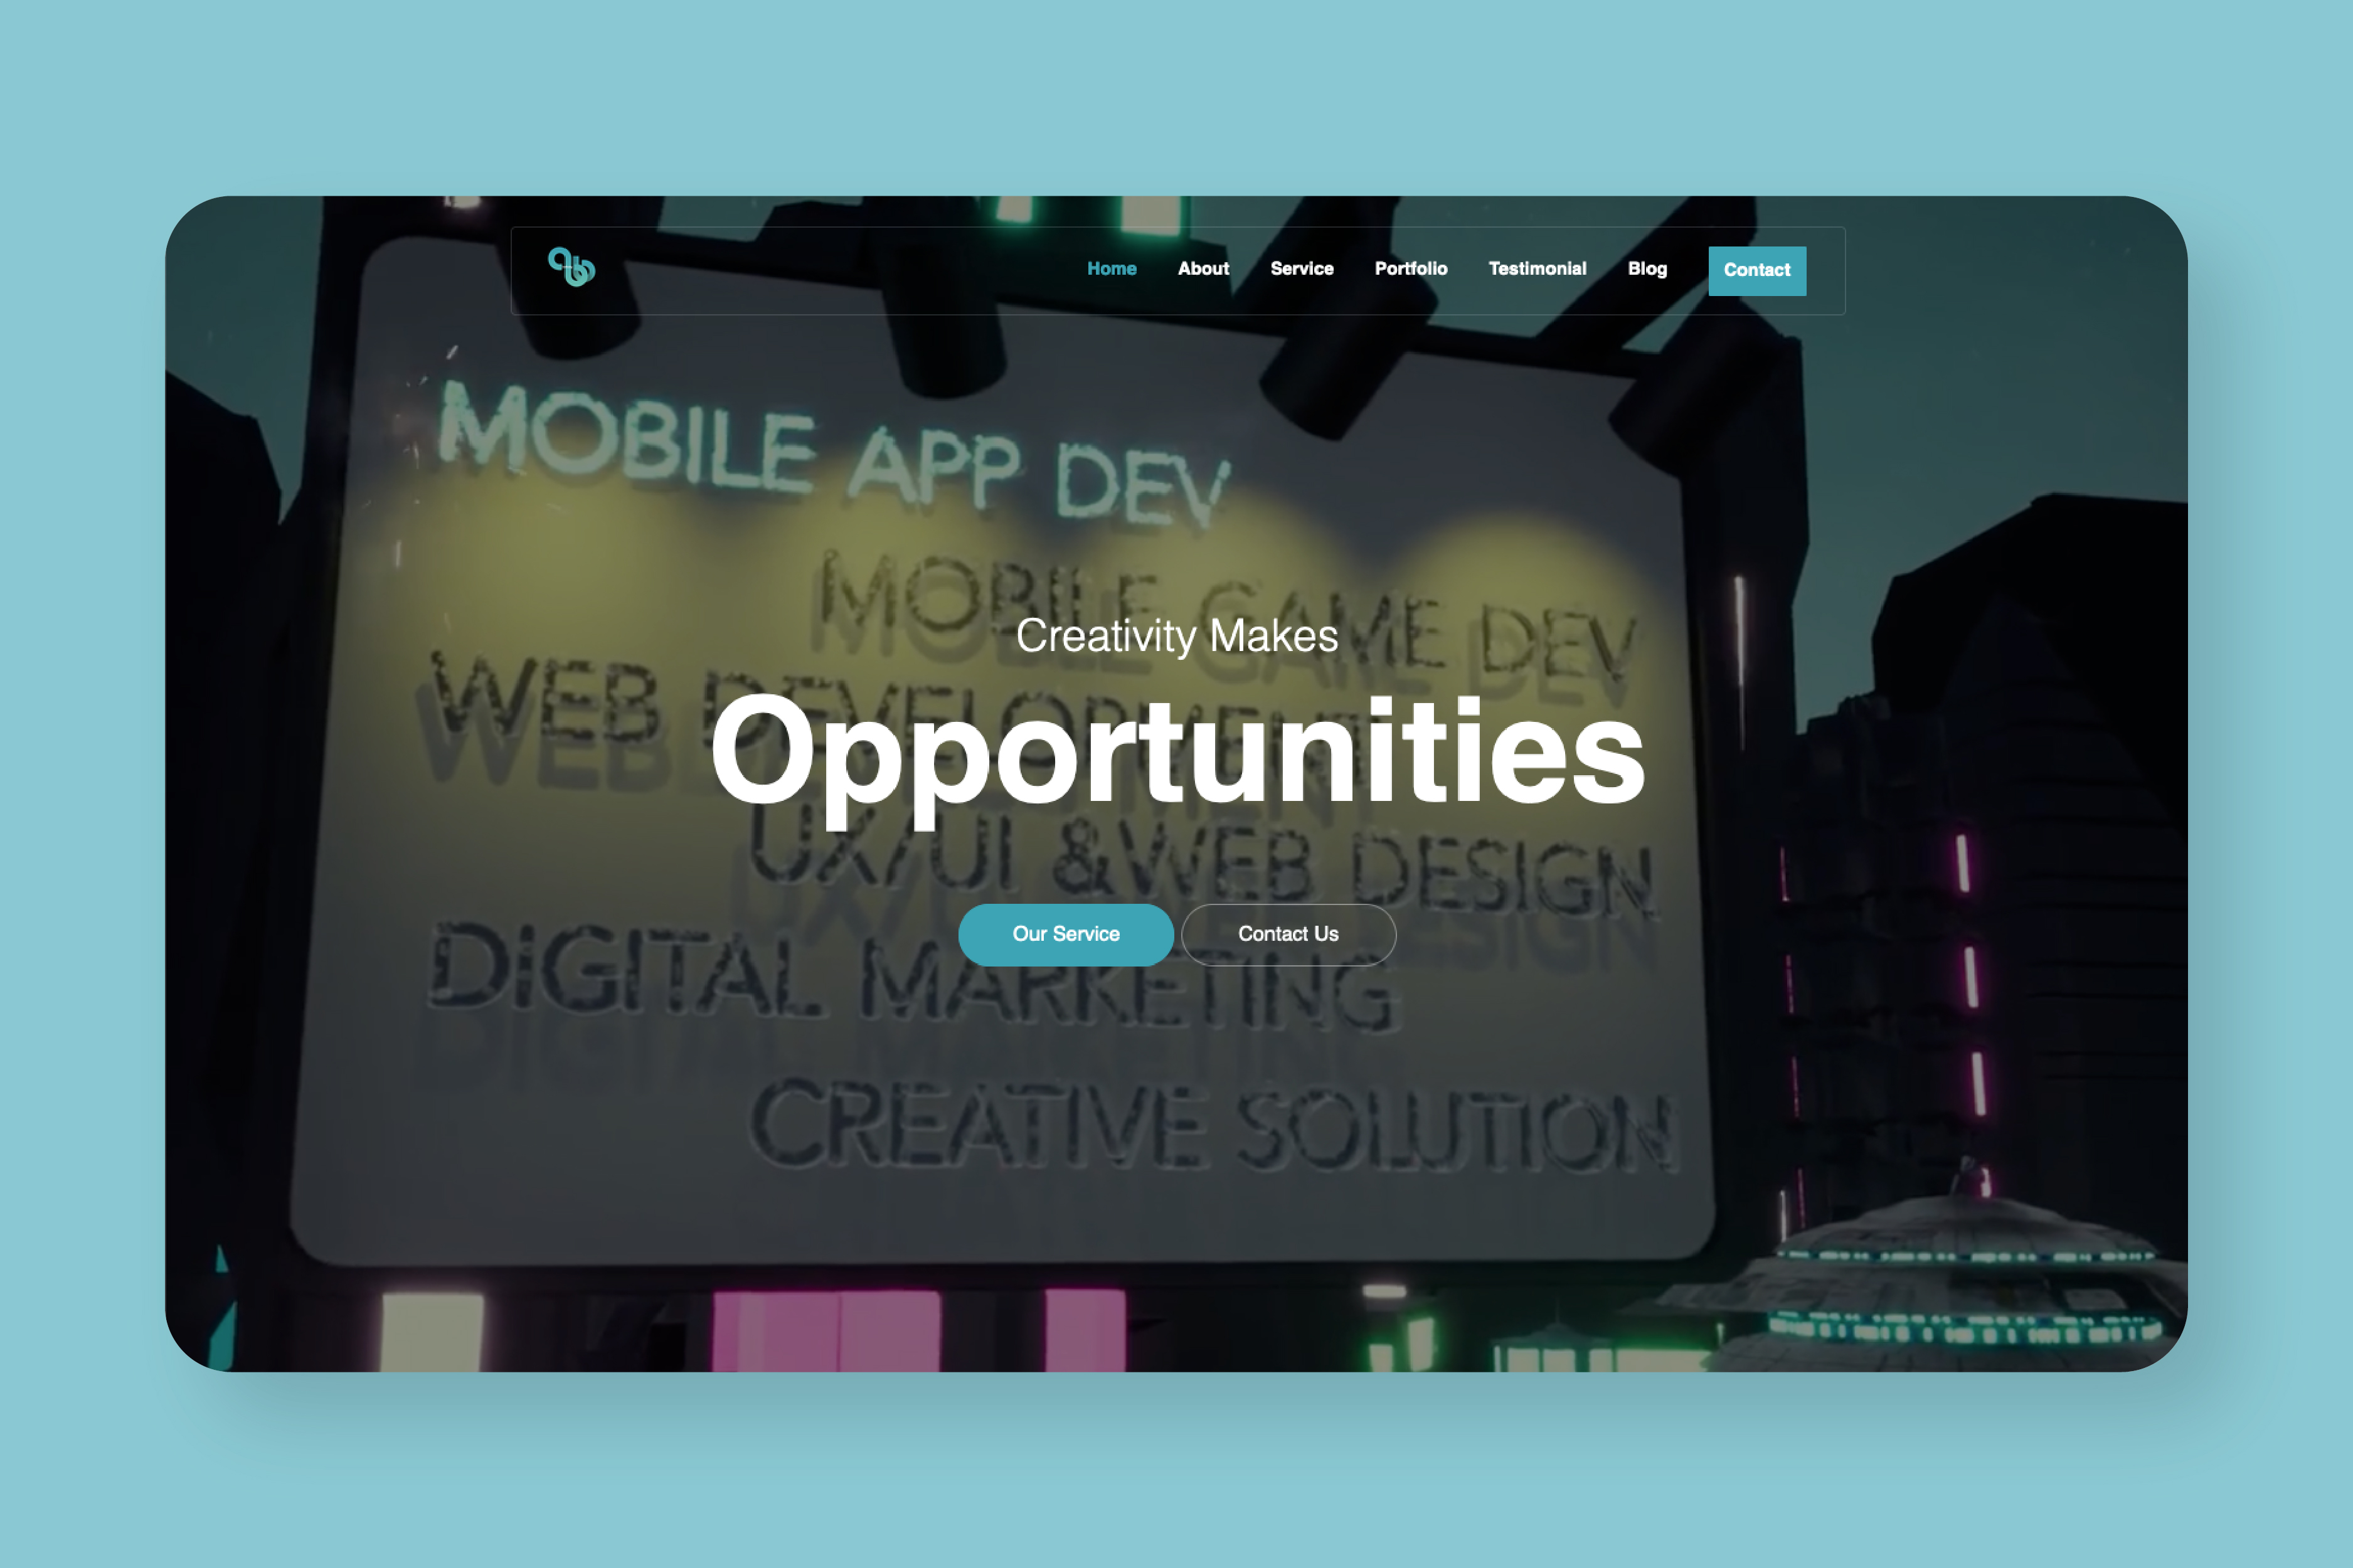 Home About Service Portfolio Testimonial Blog Contact
MOBILE APP DEV
MOBILE GAME DEV
Creativity Makes
WEB DEVELOPMENT
Opportunities
UX/UI & WEB DESIGN
Our Service Contact Us
DIGITAL MARKETING
CREATIVE SOLUTION